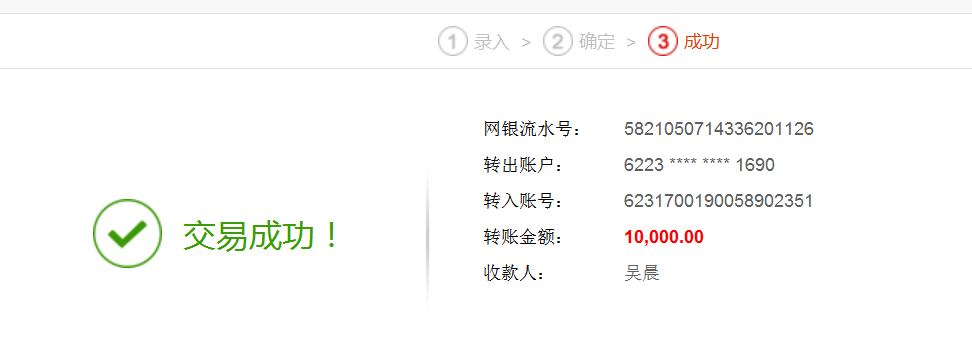 1 录入 > 2 确定 > 3 成功
网银流水号： 5821050714336201126
转出账户： 6223 **** **** 1690
转入账号： 6231700190058902351
交易成功！
转账金额： 10,000.00
收款人： 吴晨